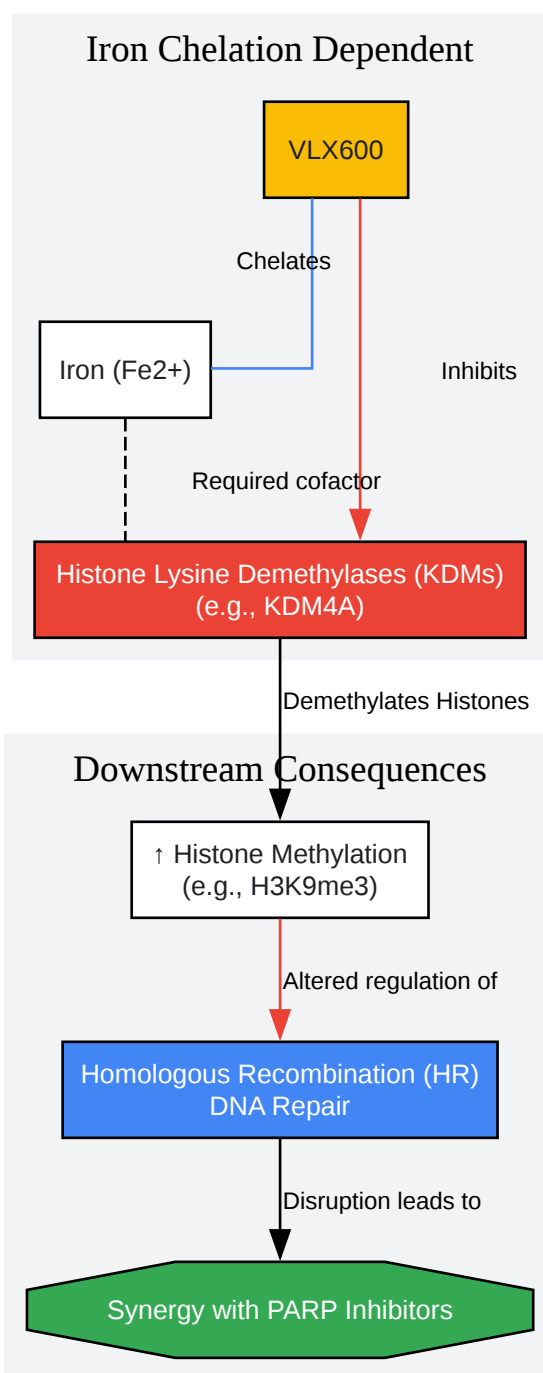 Iron Chelation Dependent
VLX600
Chelates
Iron (Fe2+)
Inhibits
Required cofactor
Histone Lysine Demethylases (KDMs)
(e.g., KDM4A)
Demethylates Histones
Downstream Consequences
↑ Histone Methylation
(e.g., H3K9me3)
Altered regulation of
Homologous Recombination (HR)
DNA Repair
Disruption leads to
Synergy with PARP Inhibitors